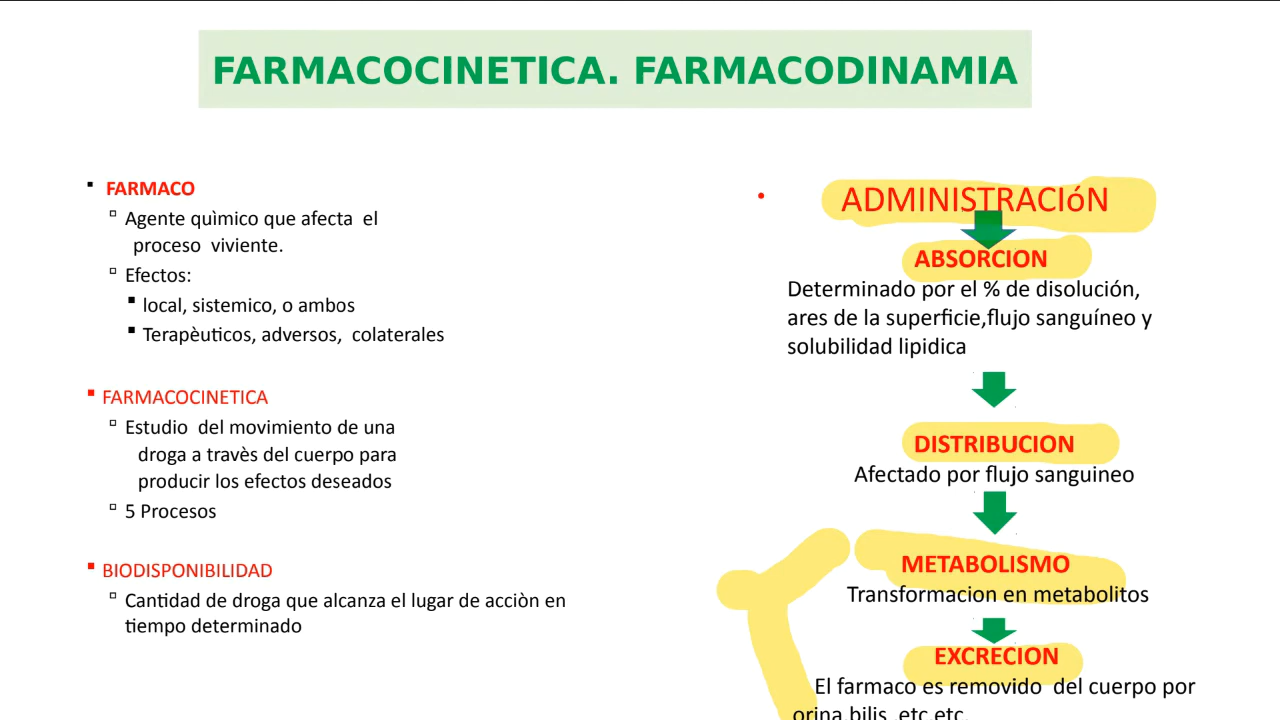 FARMACOCINETICA. FARMACODINAMIA
FARMACO
Agente quìmico que afecta el
proceso viviente.
Efectos:
local, sistemico, o ambos
Terapèuticos, adversos, colaterales
FARMACOCINETICA
Estudio del movimiento de una
droga a travès del cuerpo para
producir los efectos deseados
5 Procesos
BIODISPONIBILIDAD
Cantidad de droga que alcanza el lugar de acciòn en
tiempo determinado
ADMINISTRACIóN
ABSORCION
Determinado por el % de disolución,
ares de la superficie,flujo sanguíneo y
solubilidad lipidica
DISTRIBUCION
Afectado por flujo sanguineo
METABOLISMO
Transformacion en metabolitos
EXCRECION
El farmaco es removido del cuerpo por
orina,bilis, etc,etc.